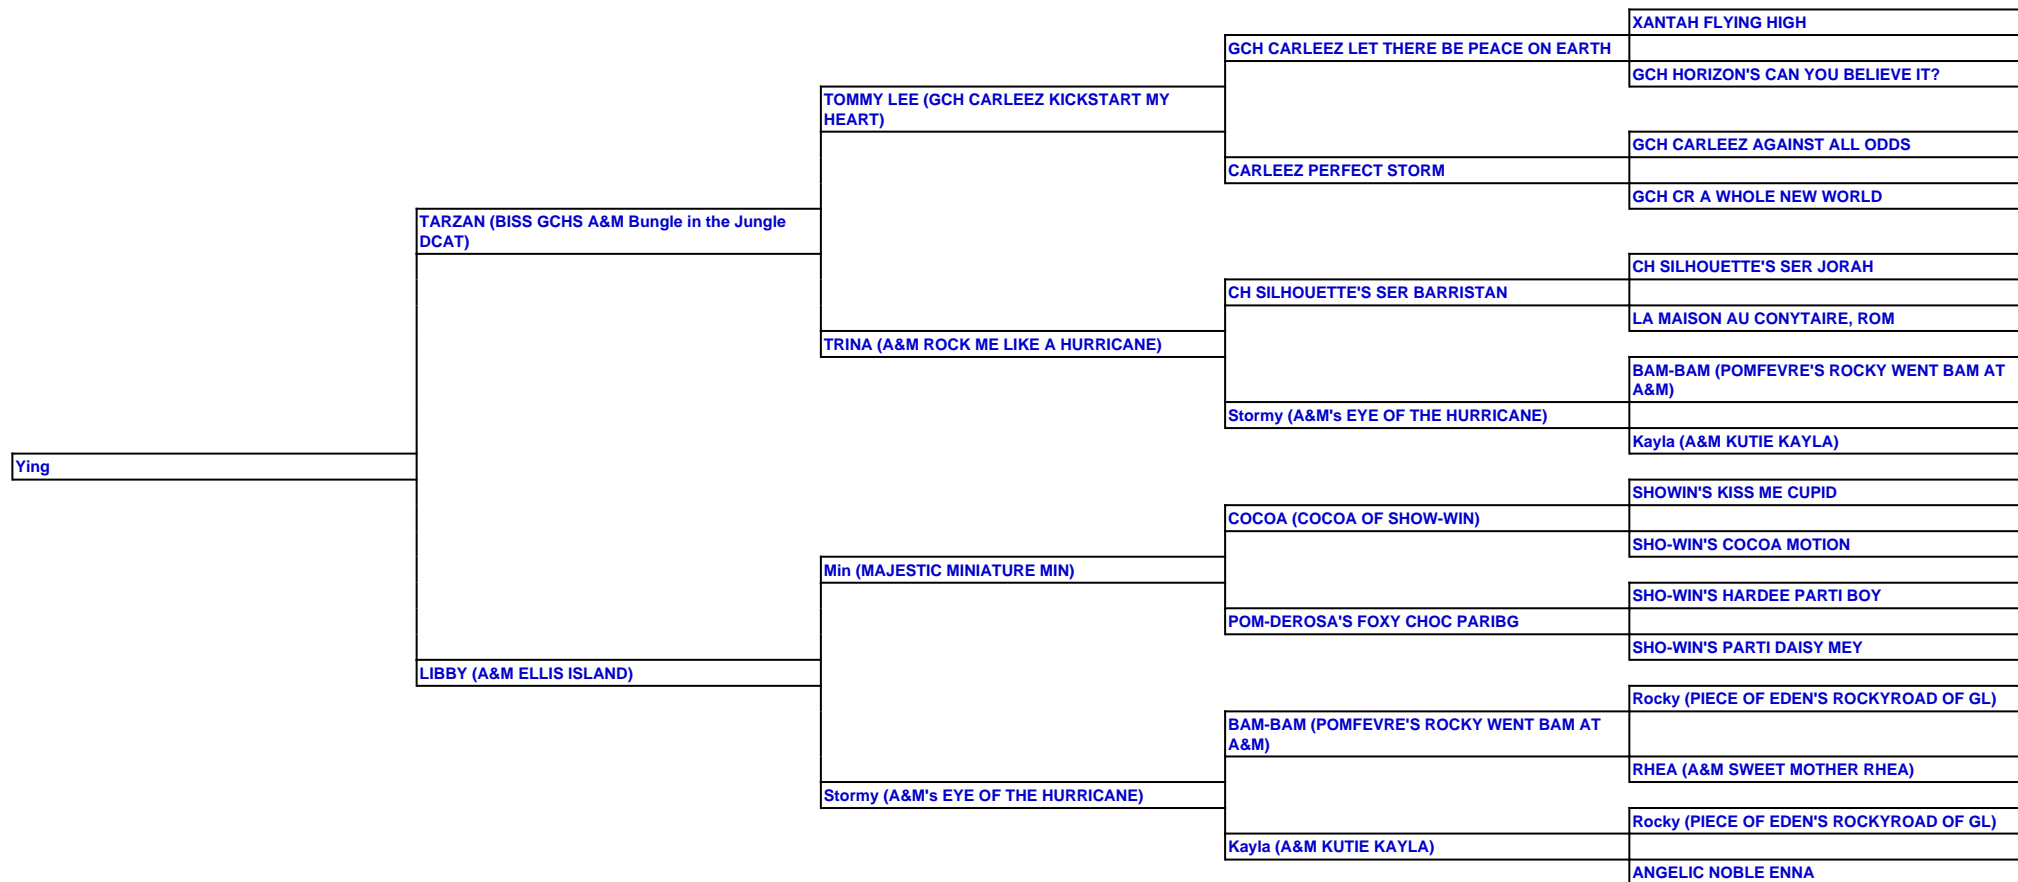 XANTAH FLYING HIGH
GCH CARLEEZ LET THERE BE PEACE ON EARTH
GCH HORIZON'S CAN YOU BELIEVE IT?
TOMMY LEE (GCH CARLEEZ KICKSTART MY
HEART)
GCH CARLEEZ AGAINST ALL ODDS
CARLEEZ PERFECT STORM
GCH CR A WHOLE NEW WORLD
TARZAN (BISS GCHS A&M Bungle in the Jungle
DCAT)
CH SILHOUETTE'S SER JORAH
CH SILHOUETTE'S SER BARRISTAN
LA MAISON AU CONYTAIRE, ROM
TRINA (A&M ROCK ME LIKE A HURRICANE)
BAM-BAM (POMFEVRE'S ROCKY WENT BAM AT
A&M)
Stormy (A&M's EYE OF THE HURRICANE)
Kayla (A&M KUTIE KAYLA)
Ying
SHOWIN'S KISS ME CUPID
COCOA (COCOA OF SHOW-WIN)
SHO-WIN'S COCOA MOTION
Min (MAJESTIC MINIATURE MIN)
SHO-WIN'S HARDEE PARTI BOY
POM-DEROSA'S FOXY CHOC PARIBG
SHO-WIN'S PARTI DAISY MEY
LIBBY (A&M ELLIS ISLAND)
Rocky (PIECE OF EDEN'S ROCKYROAD OF GL)
BAM-BAM (POMFEVRE'S ROCKY WENT BAM AT
A&M)
RHEA (A&M SWEET MOTHER RHEA)
Stormy (A&M's EYE OF THE HURRICANE)
Rocky (PIECE OF EDEN'S ROCKYROAD OF GL)
Kayla (A&M KUTIE KAYLA)
ANGELIC NOBLE ENNA